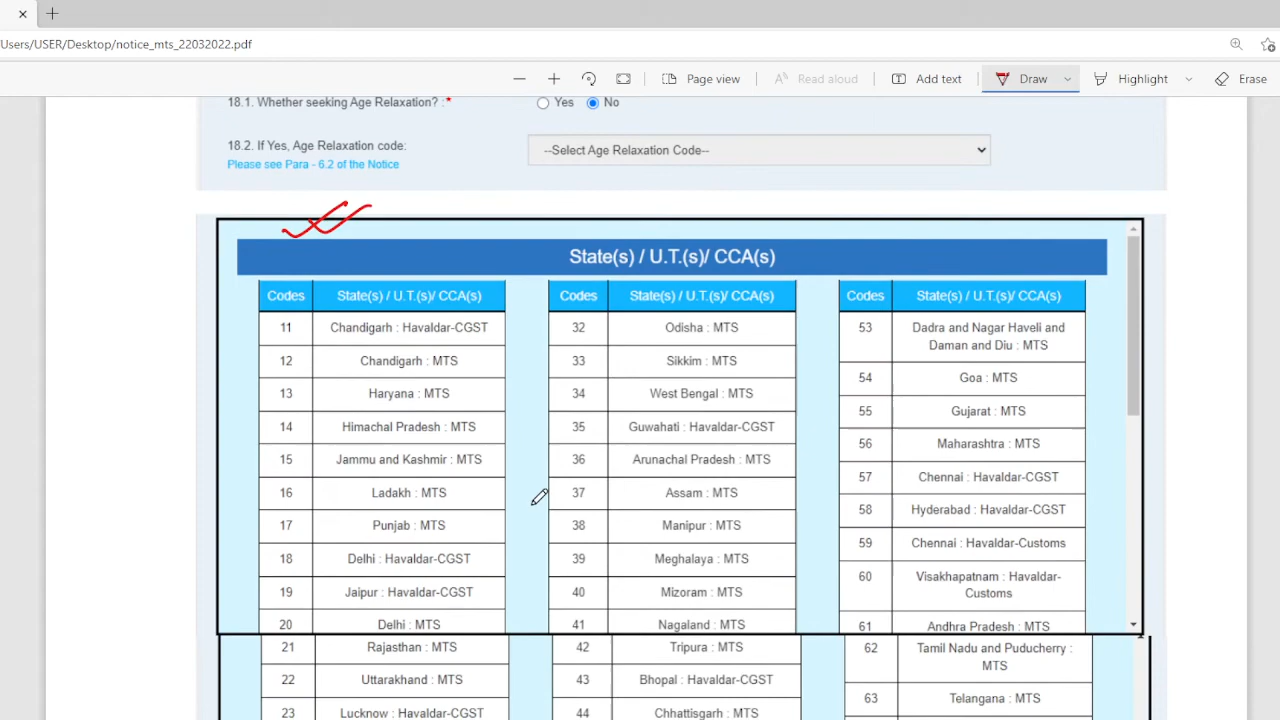 Users/USER/Desktop/notice_mts_22032022.pdf
Page view
Read aloud
Add text
Draw
Highlight
Erase
18.1. Whether seeking Age Relaxation? :* Yes No
18.2. If Yes, Age Relaxation code: --Select Age Relaxation Code--
Please see Para - 6.2 of the Notice
State(s) / U.T.(s)/ CCA(s)
Codes State(s) / U.T.(s)/ CCA(s)
11 Chandigarh : Havaldar-CGST
12 Chandigarh : MTS
13 Haryana : MTS
14 Himachal Pradesh : MTS
15 Jammu and Kashmir : MTS
16 Ladakh : MTS
17 Punjab : MTS
18 Delhi : Havaldar-CGST
19 Jaipur : Havaldar-CGST
20 Delhi : MTS
21 Rajasthan : MTS
22 Uttarakhand : MTS
23 Lucknow : Havaldar-CGST
Codes State(s) / U.T.(s)/ CCA(s)
32 Odisha : MTS
33 Sikkim : MTS
34 West Bengal : MTS
35 Guwahati : Havaldar-CGST
36 Arunachal Pradesh : MTS
37 Assam : MTS
38 Manipur : MTS
39 Meghalaya : MTS
40 Mizoram : MTS
41 Nagaland : MTS
42 Tripura : MTS
43 Bhopal : Havaldar-CGST
44 Chhattisgarh : MTS
Codes State(s) / U.T.(s)/ CCA(s)
53 Dadra and Nagar Haveli and
Daman and Diu : MTS
54 Goa : MTS
55 Gujarat : MTS
56 Maharashtra : MTS
57 Chennai : Havaldar-CGST
58 Hyderabad : Havaldar-CGST
59 Chennai : Havaldar-Customs
60 Visakhapatnam : Havaldar-
Customs
61 Andhra Pradesh : MTS
62 Tamil Nadu and Puducherry :
MTS
63 Telangana : MTS